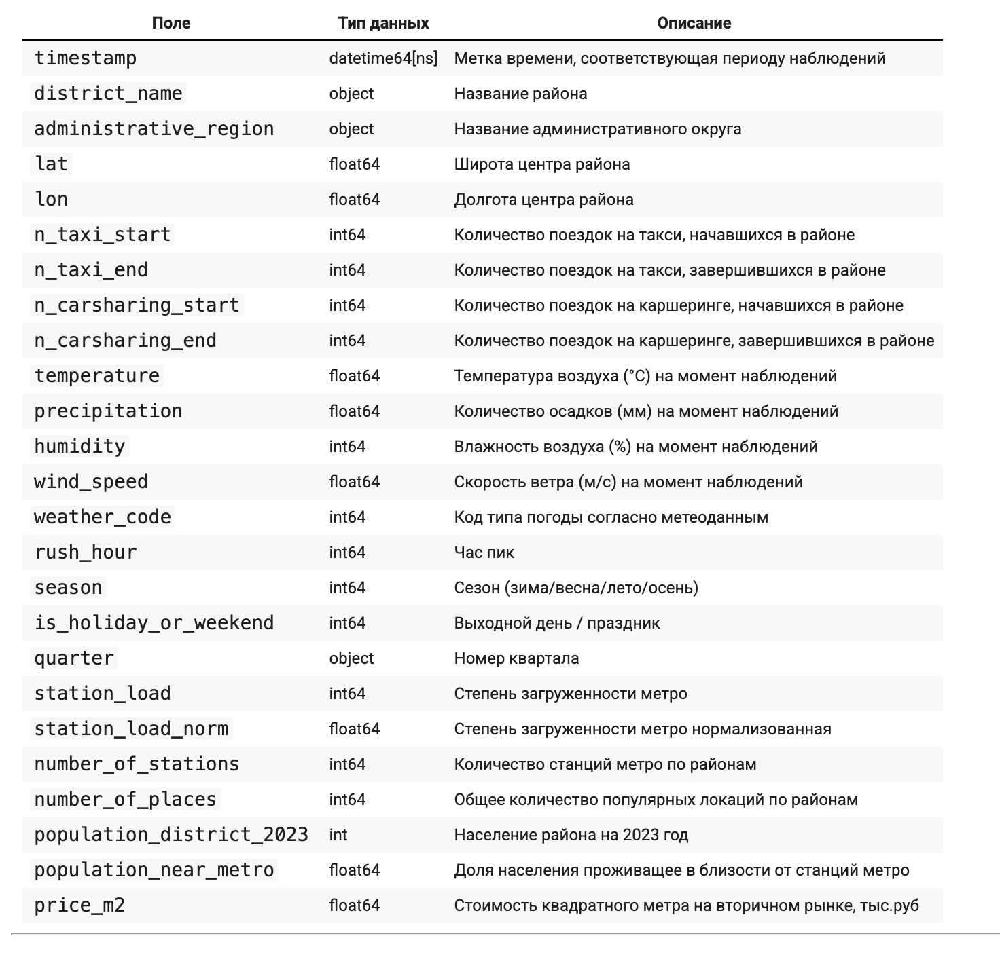 Поле Тип данных Описание
timestamp datetime64[ns] Метка времени, соответствующая периоду наблюдений
district_name object Название района
administrative_region object Название административного округа
lat float64 Широта центра района
lon float64 Долгота центра района
n_taxi_start int64 Количество поездок на такси, начавшихся в районе
n_taxi_end int64 Количество поездок на такси, завершившихся в районе
n_carsharing_start int64 Количество поездок на каршеринге, начавшихся в районе
n_carsharing_end int64 Количество поездок на каршеринге, завершившихся в районе
temperature float64 Температура воздуха (°C) на момент наблюдений
precipitation float64 Количество осадков (мм) на момент наблюдений
humidity int64 Влажность воздуха (%) на момент наблюдений
wind_speed float64 Скорость ветра (м/с) на момент наблюдений
weather_code int64 Код типа погоды согласно метеоданным
rush_hour int64 Час пик
season int64 Сезон (зима/весна/лето/осень)
is_holiday_or_weekend int64 Выходной день / праздник
quarter object Номер квартала
station_load int64 Степень загруженности метро
station_load_norm float64 Степень загруженности метро нормализованная
number_of_stations int64 Количество станций метро по районам
number_of_places int64 Общее количество популярных локаций по районам
population_district_2023 int Население района на 2023 год
population_near_metro float64 Доля населения проживащее в близости от станций метро
price_m2 float64 Стоимость квадратного метра на вторичном рынке, тыс.руб